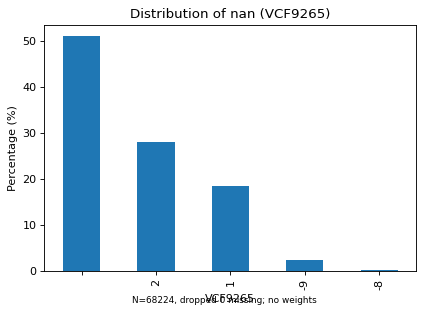 Distribution of nan (VCF9265)
Percentage (%)
50
40
30
20
10
0
2
1
-9
-8
VCF9265
N=68224, dropped 0 missing; no weights